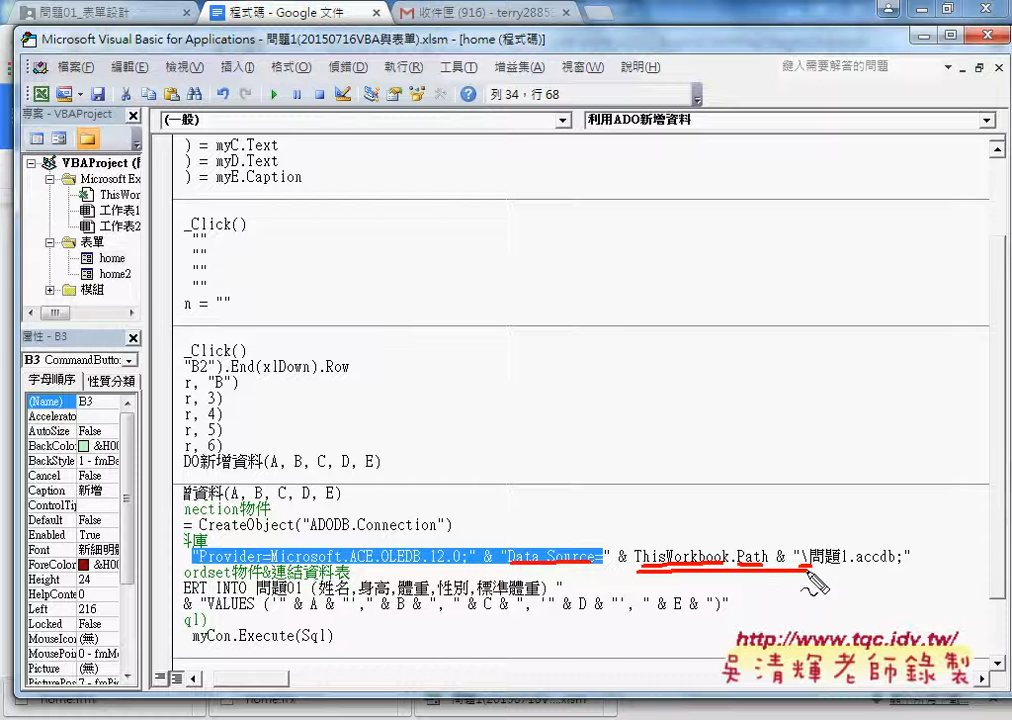 問題01_表單設計
程式碼 - Google 文件
收件匣 (916) - terry2885
Microsoft Visual Basic for Applications - 問題1(20150716VBA與表單).xlsm - [home (程式碼)]
檔案(F) 編輯(E) 檢視(V) 插入(I) 格式(O) 偵錯(D) 執行(R) 工具(T) 增益集(A) 視窗(W) 說明(H) 鍵入需要解答的問題
列 34，行 68
專案 - VBAProject
(一般) 利用ADO新增資料
VBAProject (F
Microsoft Ex
ThisWor
工作表1
工作表2
表單
home
home2
模組
屬性 - B3
B3 CommandButto
字母順序 性質分類
(Name) B3
Accelerato
AutoSize False
BackColo &H00
BackStyle 1 - fmBa
Cancel False
Caption 新增
ControlTip
Default False
Enabled True
Font 新細明
ForeColor &H00
Height 24
HelpConte 0
Left 216
Locked False
MouseIco (無)
MousePoi 0 - fmM
Picture (無)
PicturePos 7 - fmPi
) = myC.Text
) = myD.Text
) = myE.Caption
_Click()
""
""
""
""
n = ""
_Click()
"B2").End(xlDown).Row
r, "B")
r, 3)
r, 4)
r, 5)
r, 6)
DO新增資料(A, B, C, D, E)
增資料(A, B, C, D, E)
nection物件
= CreateObject("ADODB.Connection")
庫
"Provider=Microsoft.ACE.OLEDB.12.0;" & "Data Source=" & ThisWorkbook.Path & "\問題1.accdb;"
ordset物件&連結資料表
ERT INTO 問題01 (姓名,身高,體重,性別,標準體重) "
& "VALUES ('" & A & "'," & B & ", " & C & ", '" & D & "', " & E & ")"
ql)
myCon.Execute(Sql)
http://www.tqc.idv.tw/
吳清輝老師錄製